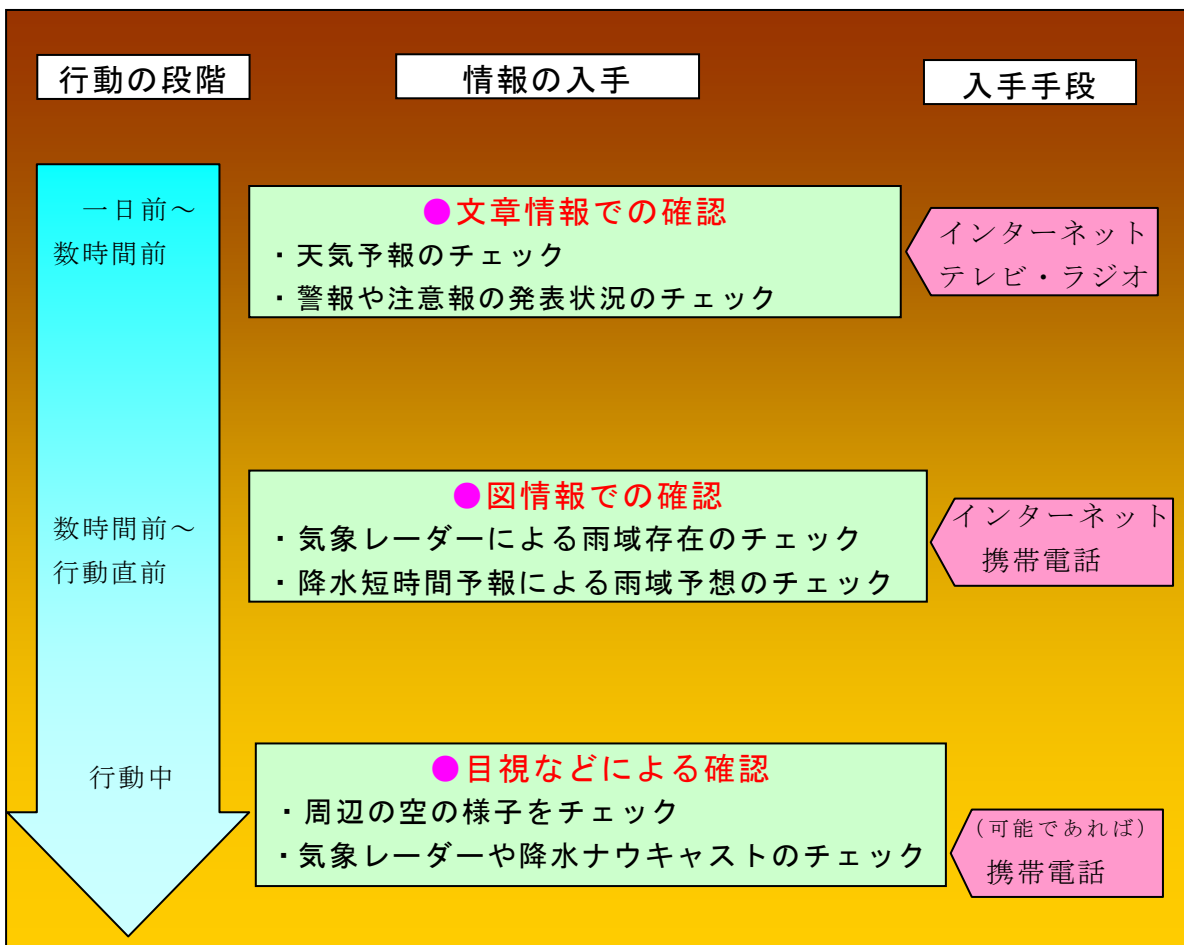 行動の段階
情報の入手
入手手段
一日前～
数時間前
●文章情報での確認
・天気予報のチェック
・警報や注意報の発表状況のチェック
インターネット
テレビ・ラジオ
数時間前～
行動直前
●図情報での確認
・気象レーダーによる雨域存在のチェック
・降水短時間予報による雨域予想のチェック
インターネット
携帯電話
行動中
●目視などによる確認
・周辺の空の様子をチェック
・気象レーダーや降水ナウキャストのチェック
(可能であれば)
携帯電話